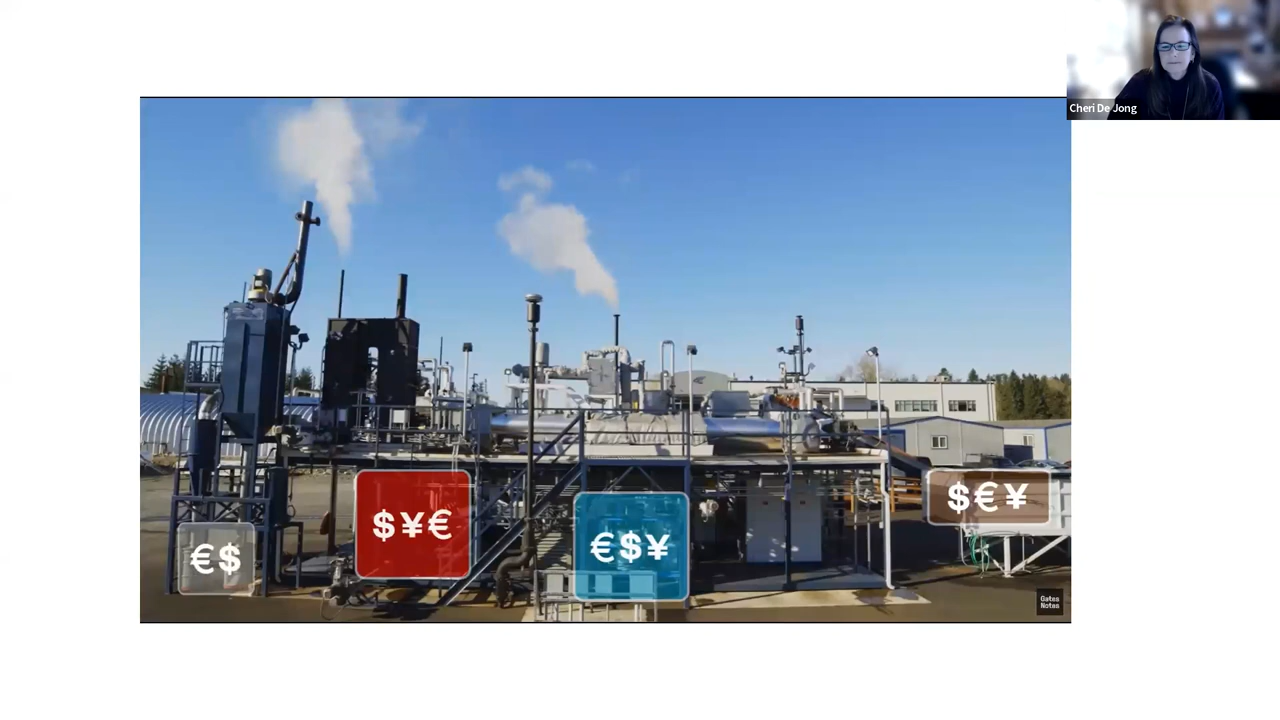 Cheri De Jong
$¥€
$€¥
€$¥
€$
Gates
Notes